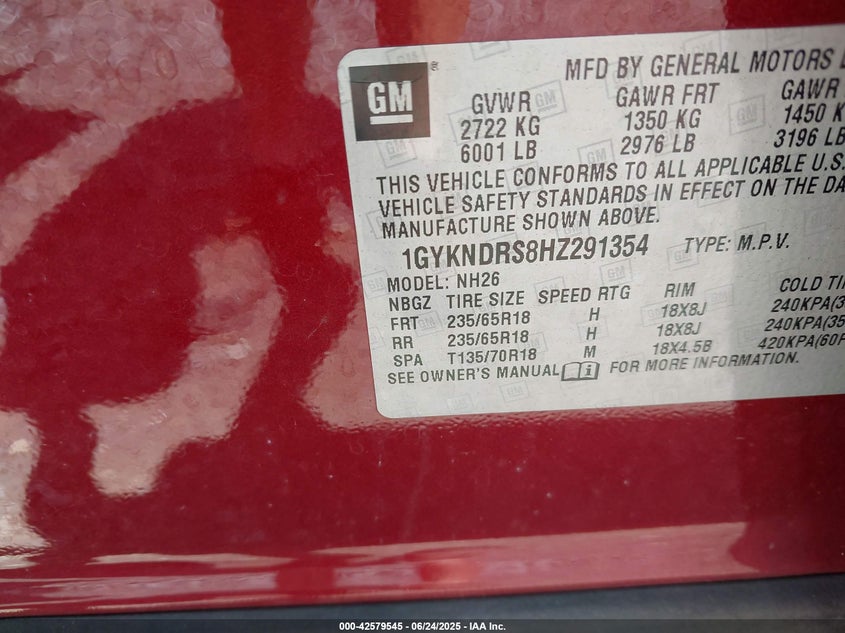 GM
®
MFD BY GENERAL MOTORS
GVWR GAWR FRT GAWR
2722 KG 1350 KG 1450 K
6001 LB 2976 LB 3196 LB
THIS VEHICLE CONFORMS TO ALL APPLICABLE U.S.
VEHICLE SAFETY STANDARDS IN EFFECT ON THE DA
MANUFACTURE SHOWN ABOVE.
1GYKNDRS8HZ291354 TYPE: M.P.V.
MODEL: NH26
NBGZ TIRE SIZE SPEED RTG RIM COLD TI
FRT 235/65R18 H 18X8J 240KPA(3
RR 235/65R18 H 18X8J 240KPA(35
SPA T135/70R18 M 18X4.5B 420KPA(60P
SEE OWNER'S MANUAL i FOR MORE INFORMATION.
000-42579545 - 06/24/2025 - IAA Inc.